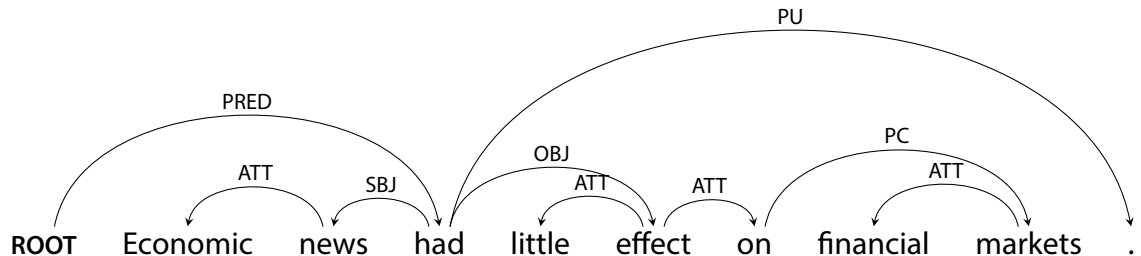 PU
PRED
PC
OBJ
ATT SBJ ATT ATT ATT
ROOT Economic news had little effect on financial markets .